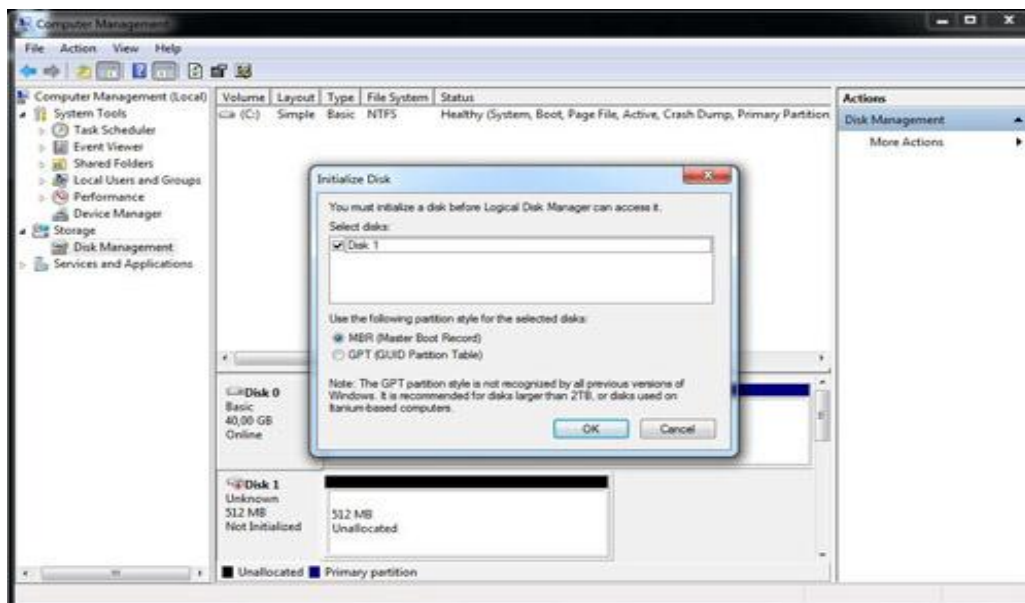 Computer Management
File Action View Help
Computer Management (Local)
System Tools
Task Scheduler
Event Viewer
Shared Folders
Local Users and Groups
Performance
Device Manager
Storage
Disk Management
Services and Applications
Volume Layout Type File System Status
(C:) Simple Basic NTFS Healthy (System, Boot, Page File, Active, Crash Dump, Primary Partition
Actions
Disk Management
More Actions
Initialize Disk
You must initialize a disk before Logical Disk Manager can access it.
Select disks:
Disk 1
Use the following partition style for the selected disks:
MBR (Master Boot Record)
GPT (GUID Partition Table)
Note: The GPT partition style is not recognized by all previous versions of
Windows. It is recommended for disks larger than 2TB, or disks used on
Itanium-based computers.
OK Cancel
Disk 0
Basic
40,00 GB
Online
Disk 1
Unknown
512 MB
Not Initialized
512 MB
Unallocated
Unallocated Primary partition